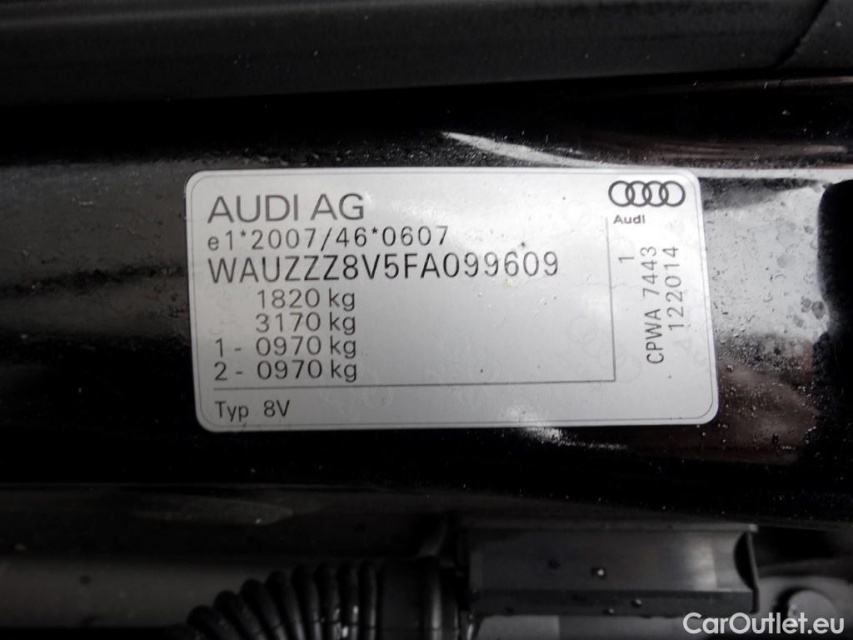 AUDI AG
Audi
e1*2007/46*0607
WAUZZZ8V5FA099609
1820 kg
3170 kg
1 - 0970 kg
2 - 0970 kg
Typ 8V
1
CPWA 7443
122014
CarOutlet.eu